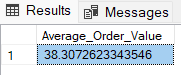 Results Messages
Average_Order_Value
1 38.3072623343546